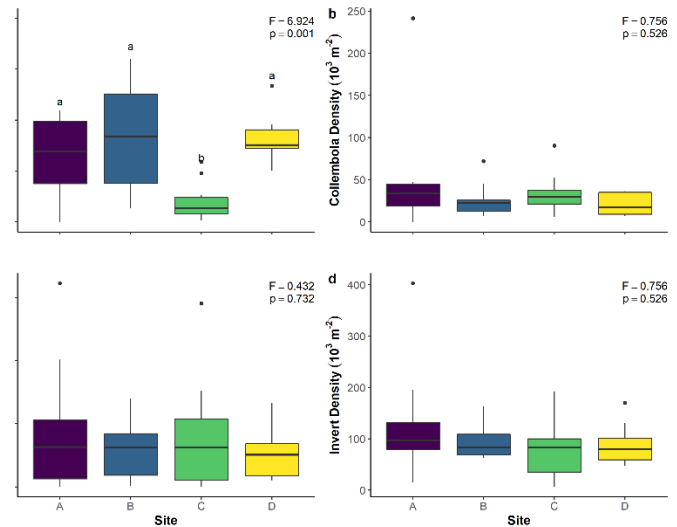 F = 6.924
p = 0.001
a
a
b
a
b
F = 0.756
p = 0.526
Collembola Density (10³ m⁻²)
250
200
150
100
50
0
F = 0.432
p = 0.732
A
B
C
D
Site
d
F = 0.756
p = 0.526
Invert Density (10³ m⁻²)
400
300
200
100
0
A
B
C
D
Site